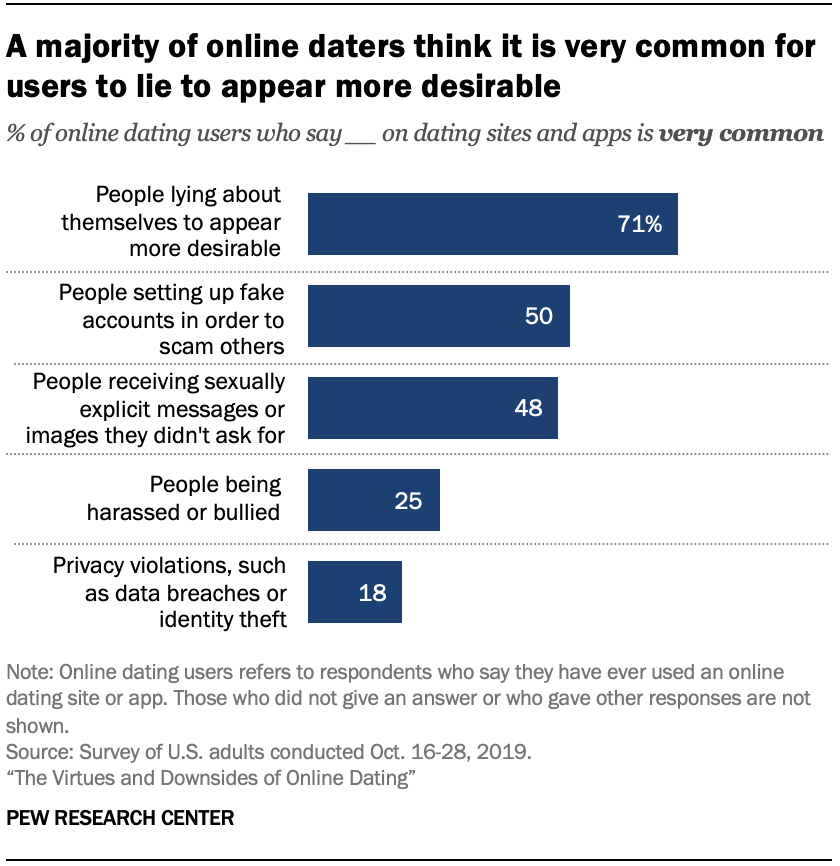 A majority of online daters think it is very common for
users to lie to appear more desirable
% of online dating users who say __ on dating sites and apps is very common
People lying about
themselves to appear
more desirable
71%
People setting up fake
accounts in order to
scam others
50
People receiving sexually
explicit messages or
images they didn't ask for
48
People being
harassed or bullied
25
Privacy violations, such
as data breaches or
identity theft
18
Note: Online dating users refers to respondents who say they have ever used an online
dating site or app. Those who did not give an answer or who gave other responses are not
shown.
Source: Survey of U.S. adults conducted Oct. 16-28, 2019.
“The Virtues and Downsides of Online Dating”
PEW RESEARCH CENTER